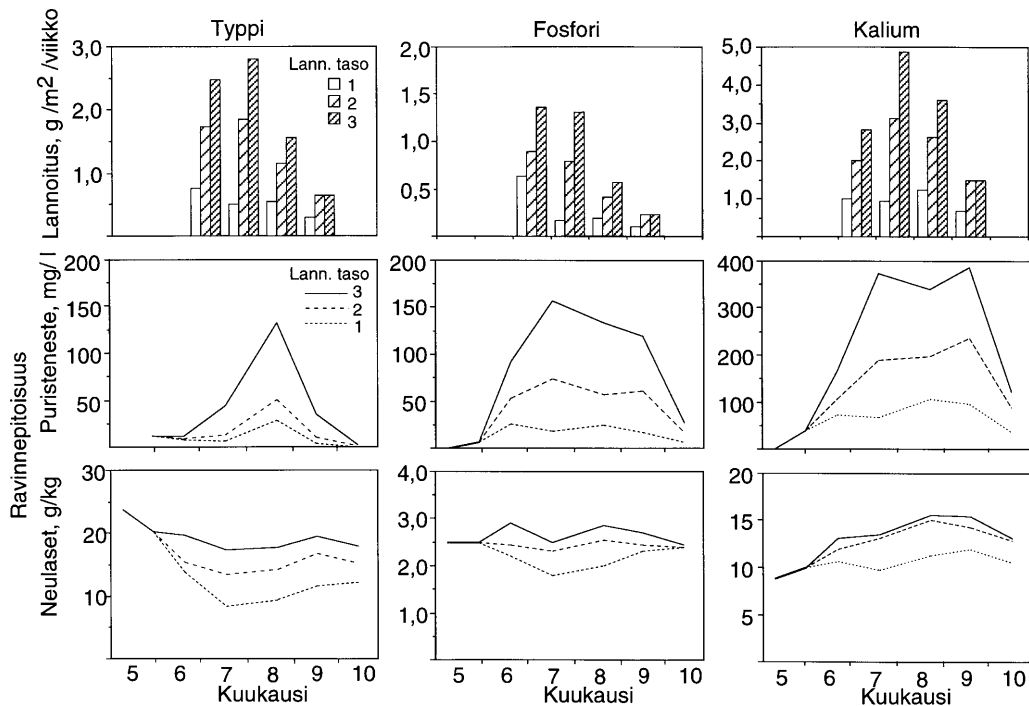 Typpi
Fosfori
Kalium
Lannoitus, g /m2 /viikko
3,0
2,0
1,0
Lann. taso
1
2
3
2,0
1,5
1,0
0,5
5,0
4,0
3,0
2,0
1,0
Ravinnepitoisuus
Puristeneste, mg/ l
200
150
100
50
Lann. taso
3
2
1
200
150
100
50
400
300
200
100
Neulaset, g/kg
30
20
10
00
4,0
3,0
2,0
1,0
20
15
10
5
5 6 7 8 9 10
Kuukausi
5 6 7 8 9 10
Kuukausi
5 6 7 8 9 10
Kuukausi